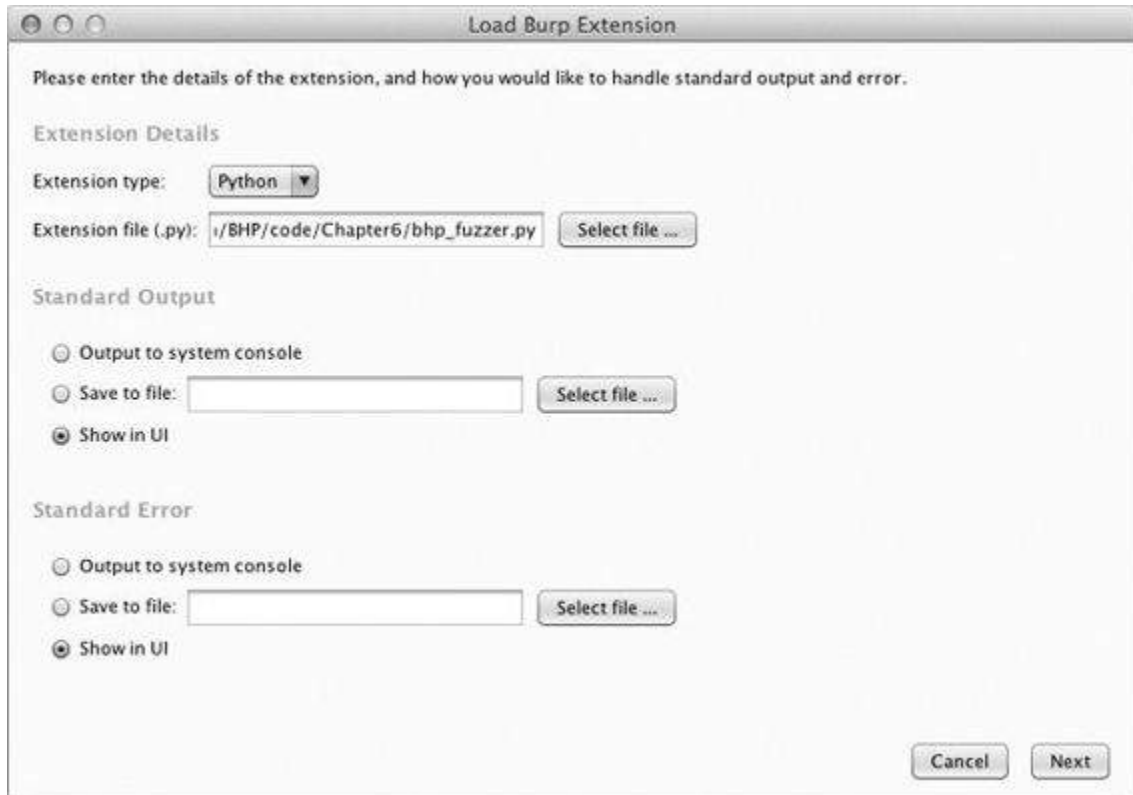 Load Burp Extension
Please enter the details of the extension, and how you would like to handle standard output and error.
Extension Details
Extension type: Python
Extension file (.py): /BHP/code/Chapter6/bhp_fuzzer.py Select file ...
Standard Output
Output to system console
Save to file: Select file ...
Show in UI
Standard Error
Output to system console
Save to file: Select file ...
Show in UI
Cancel Next